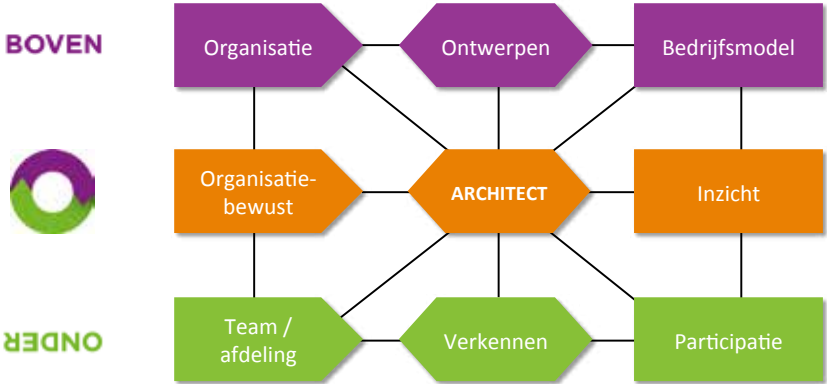 BOVEN
Organisatie
Ontwerpen
Bedrijfsmodel
Organisatie-
bewust
ARCHITECT
Inzicht
ONDER
Team /
afdeling
Verkennen
Participatie